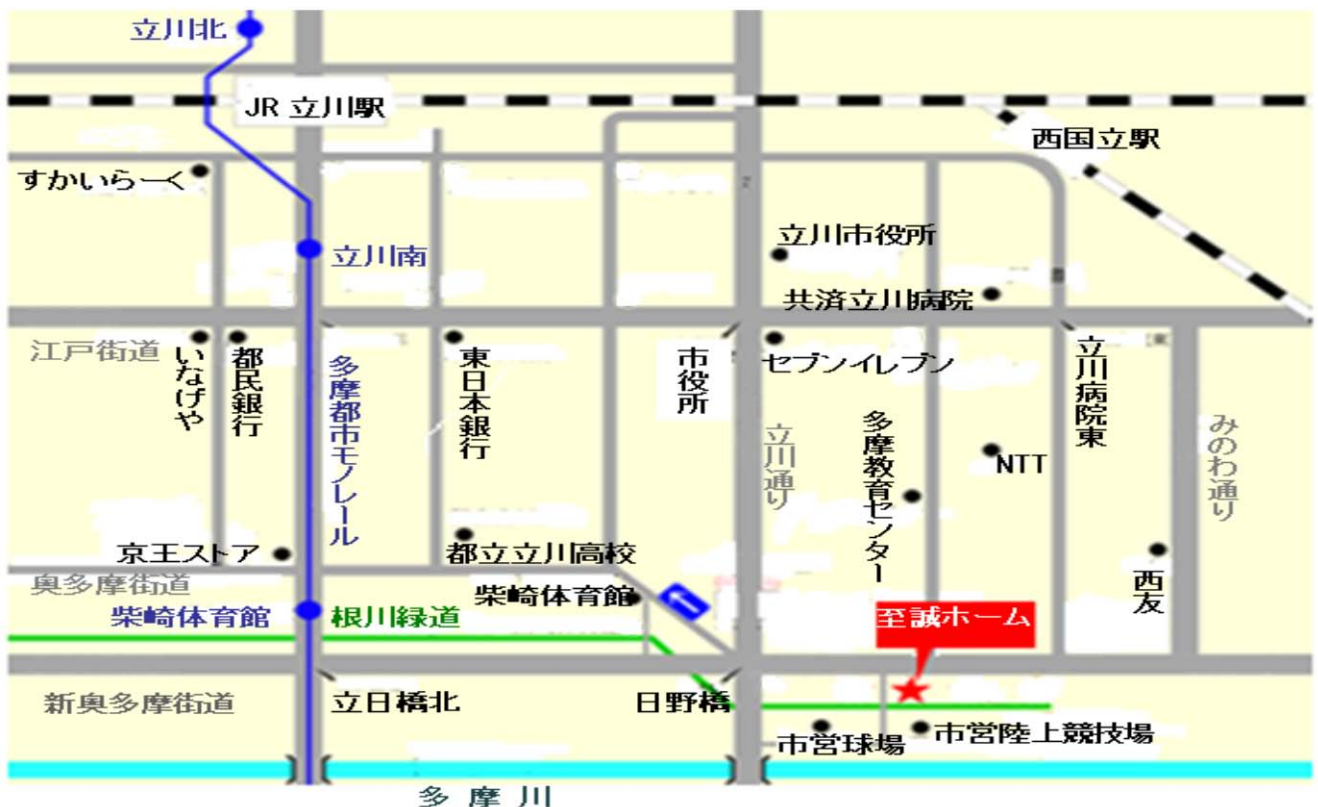 立川北
JR 立川駅
西国立駅
すかいらーく
立川南
立川市役所
共済立川病院
江戸街道
いなげや
都民銀行
多摩都市モノレール
東日本銀行
市役所
セブンイレブン
立川通り
多摩教育センター
NTT
立川病院東
みのわ通り
京王ストア
都立立川高校
西友
奥多摩街道
柴崎体育館
柴崎体育館
根川緑道
至誠ホーム
新奥多摩街道
立日橋北
日野橋
市営球場
市営陸上競技場
多摩川